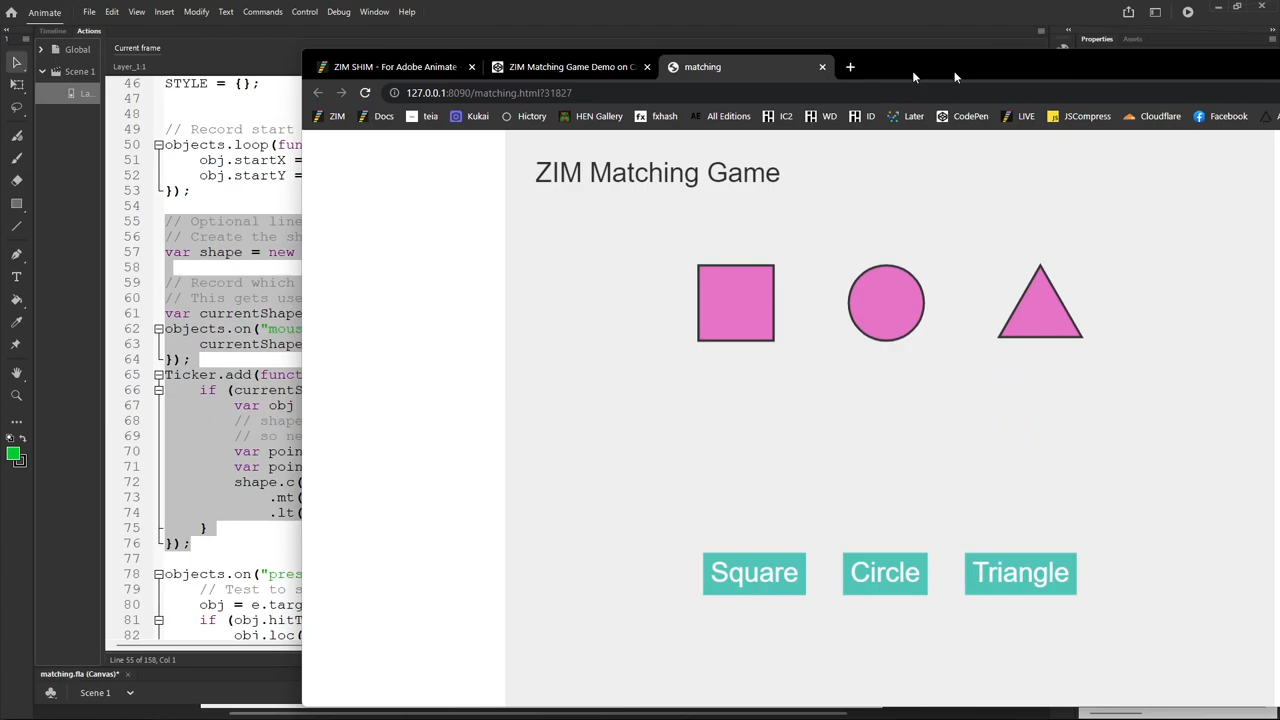 Animate File Edit View Insert Modify Text Commands Control Debug Window Help
Timeline Actions Properties Assets
Global
Current frame
Scene 1
Layer_1:1
La...
46 STYLE = {};
47
48
49 // Record start
50 objects.loop(fun
51 obj.startX =
52 obj.startY =
53 });
54
55 // Optional line
56 // Create the sh
57 var shape = new
58
59 // Record which
60 // This gets use
61 var currentShape
62 objects.on("mous
63 currentShape
64 });
65 Ticker.add(funct
66 if (currentS
67 var obj
68 // shape
69 // so ne
70 var poin
71 var poin
72 shape.c(
73 .mt(
74 .lt(
75 }
76 });
77
78 objects.on("pres
79 // Test to s
80 obj = e.targ
81 if (obj.hitT
82 obj.loc(
Line 55 of 158, Col 1
matching.fla (Canvas)* ×
Scene 1
ZIM SHIM - For Adobe Animate × ZIM Matching Game Demo on C × matching × +
127.0.0.1:8090/matching.html?31827
ZIM Docs teia Kukai Hictory HEN Gallery fx fxhash AE All Editions IC2 WD ID Later CodePen LIVE JSCompress Cloudflare Facebook
ZIM Matching Game
Square Circle Triangle